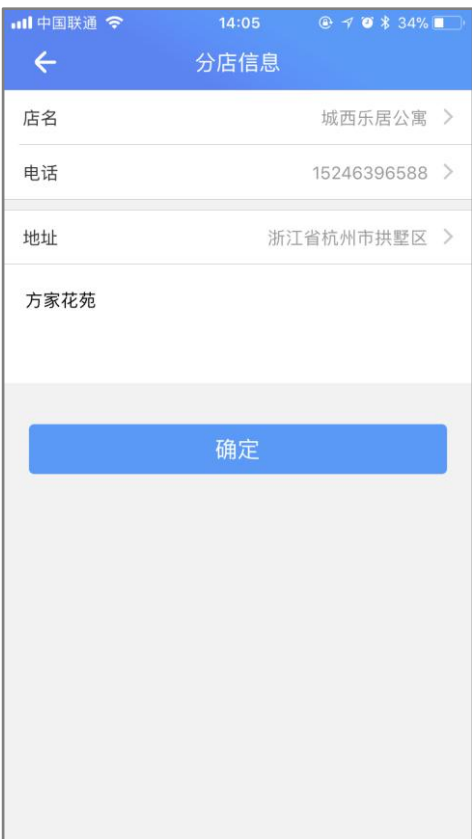 中国联通 14:05 34%
分店信息
店名 城西乐居公寓
电话 15246396588
地址 浙江省杭州市拱墅区
方家花苑
确定